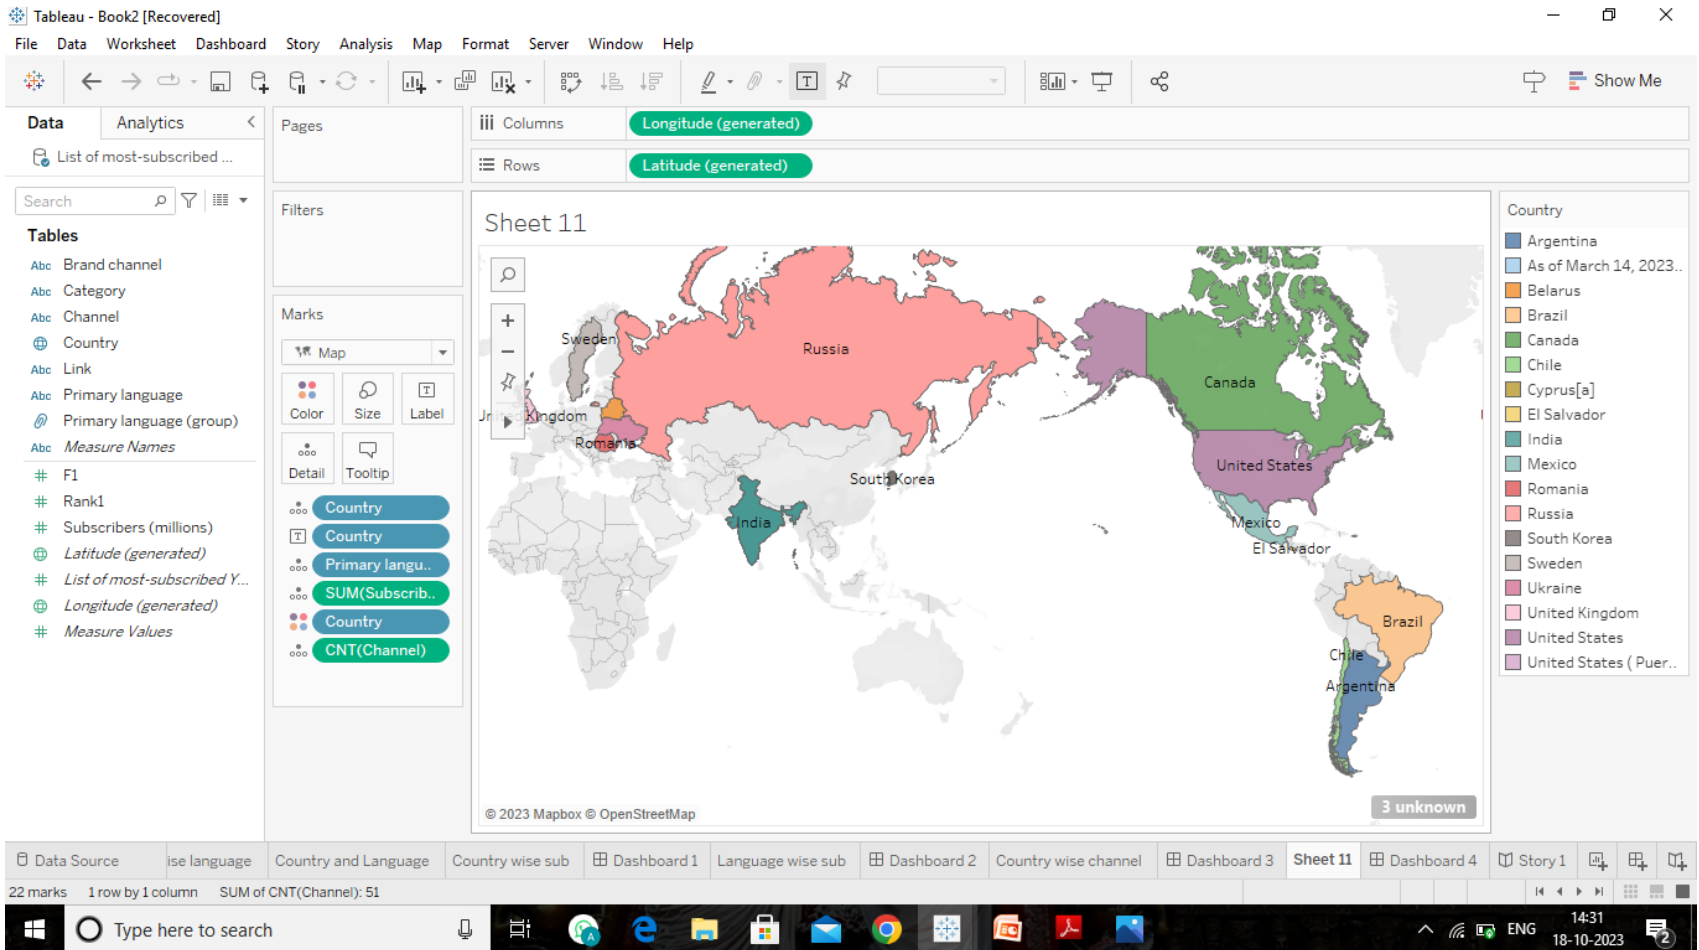 Tableau - Book2 [Recovered]
File Data Worksheet Dashboard Story Analysis Map Format Server Window Help
Show Me
Data Analytics
List of most-subscribed ...
Search
Tables
Abc Brand channel
Abc Category
Abc Channel
Country
Abc Link
Abc Primary language
Primary language (group)
Abc Measure Names
# F1
# Rank1
# Subscribers (millions)
Latitude (generated)
# List of most-subscribed Y...
Longitude (generated)
# Measure Values
Pages
Filters
Marks
Map
Color Size T Label
Detail Tooltip
Country
T Country
Primary langu..
SUM(Subscrib..
Country
CNT(Channel)
Columns Longitude (generated)
Rows Latitude (generated)
Sheet 11
Sweden
Russia
Canada
United Kingdom
Romania
United States
South Korea
India
Mexico
El Salvador
Brazil
Chile
Argentina
© 2023 Mapbox © OpenStreetMap
3 unknown
Country
Argentina
As of March 14, 2023..
Belarus
Brazil
Canada
Chile
Cyprus[a]
El Salvador
India
Mexico
Romania
Russia
South Korea
Sweden
Ukraine
United Kingdom
United States
United States ( Puer..
Data Source ise language Country and Language Country wise sub Dashboard 1 Language wise sub Dashboard 2 Country wise channel Dashboard 3 Sheet 11 Dashboard 4 Story 1
22 marks 1 row by 1 column SUM of CNT(Channel): 51
Type here to search
ENG
14:31
18-10-2023
2